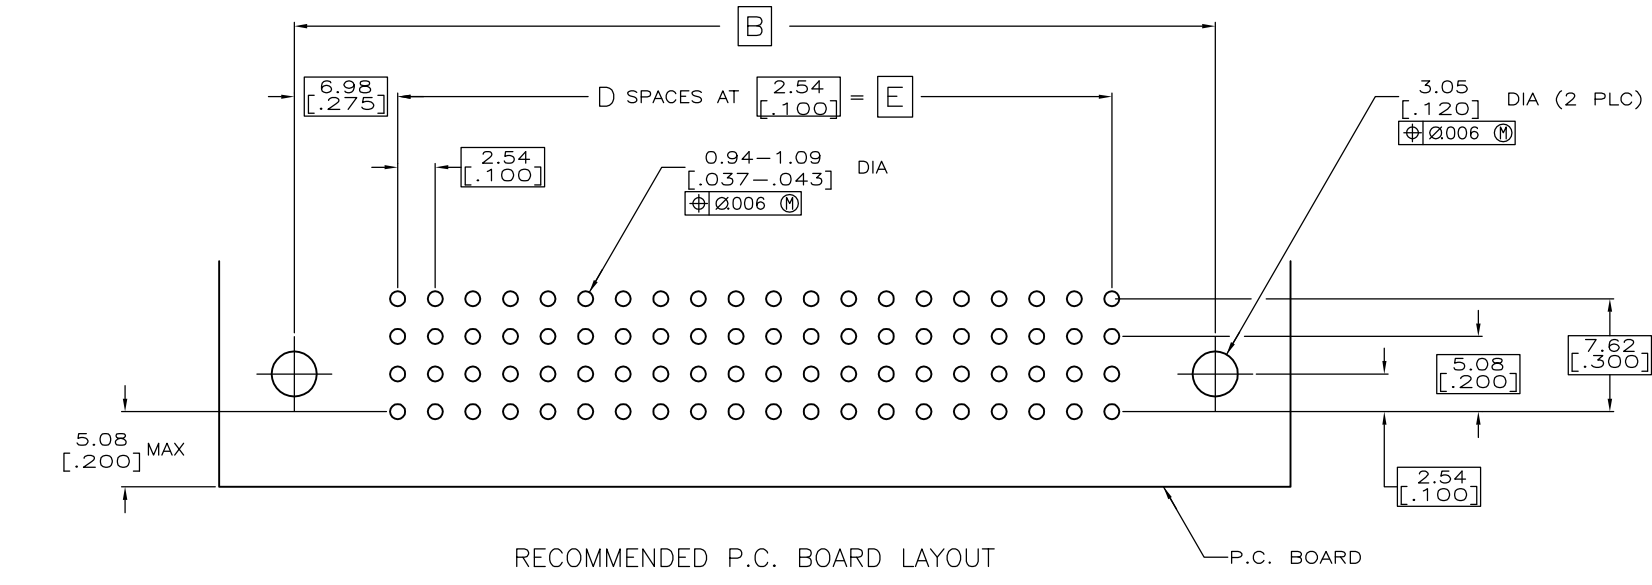 B
6.98
[.275]
D SPACES AT 2.54 [.100] = E
3.05
[.120] DIA (2 PLC)
⌖ Ø.006 Ⓜ
2.54
[.100]
0.94-1.09
[.037-.043] DIA
⌖ Ø.006 Ⓜ
7.62
[.300]
5.08
[.200]
5.08
[.200] MAX
2.54
[.100]
RECOMMENDED P.C. BOARD LAYOUT
P.C. BOARD